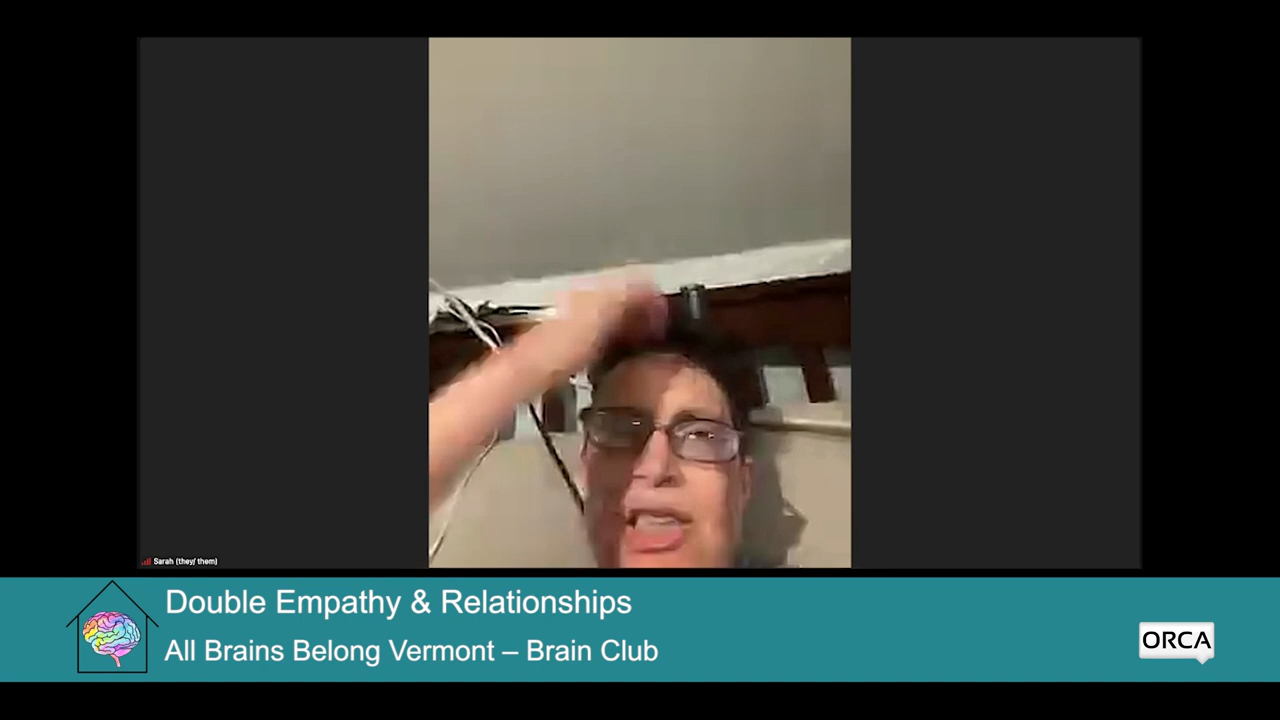 Sarah (they/ them)
Double Empathy & Relationships
All Brains Belong Vermont – Brain Club
ORCA